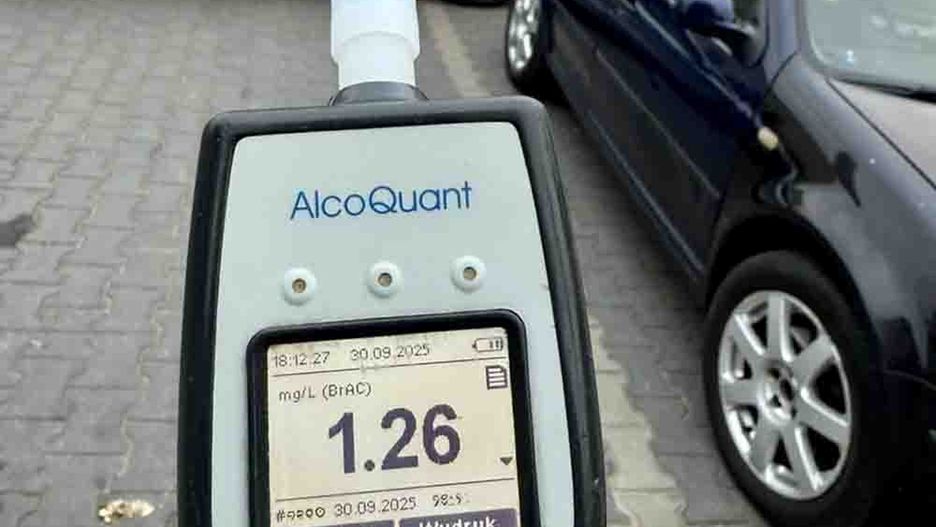 AlcoQuant
18:12:27 30.09.2025
mg/L (BrAC)
1.26
30.09.2025
Wydruk